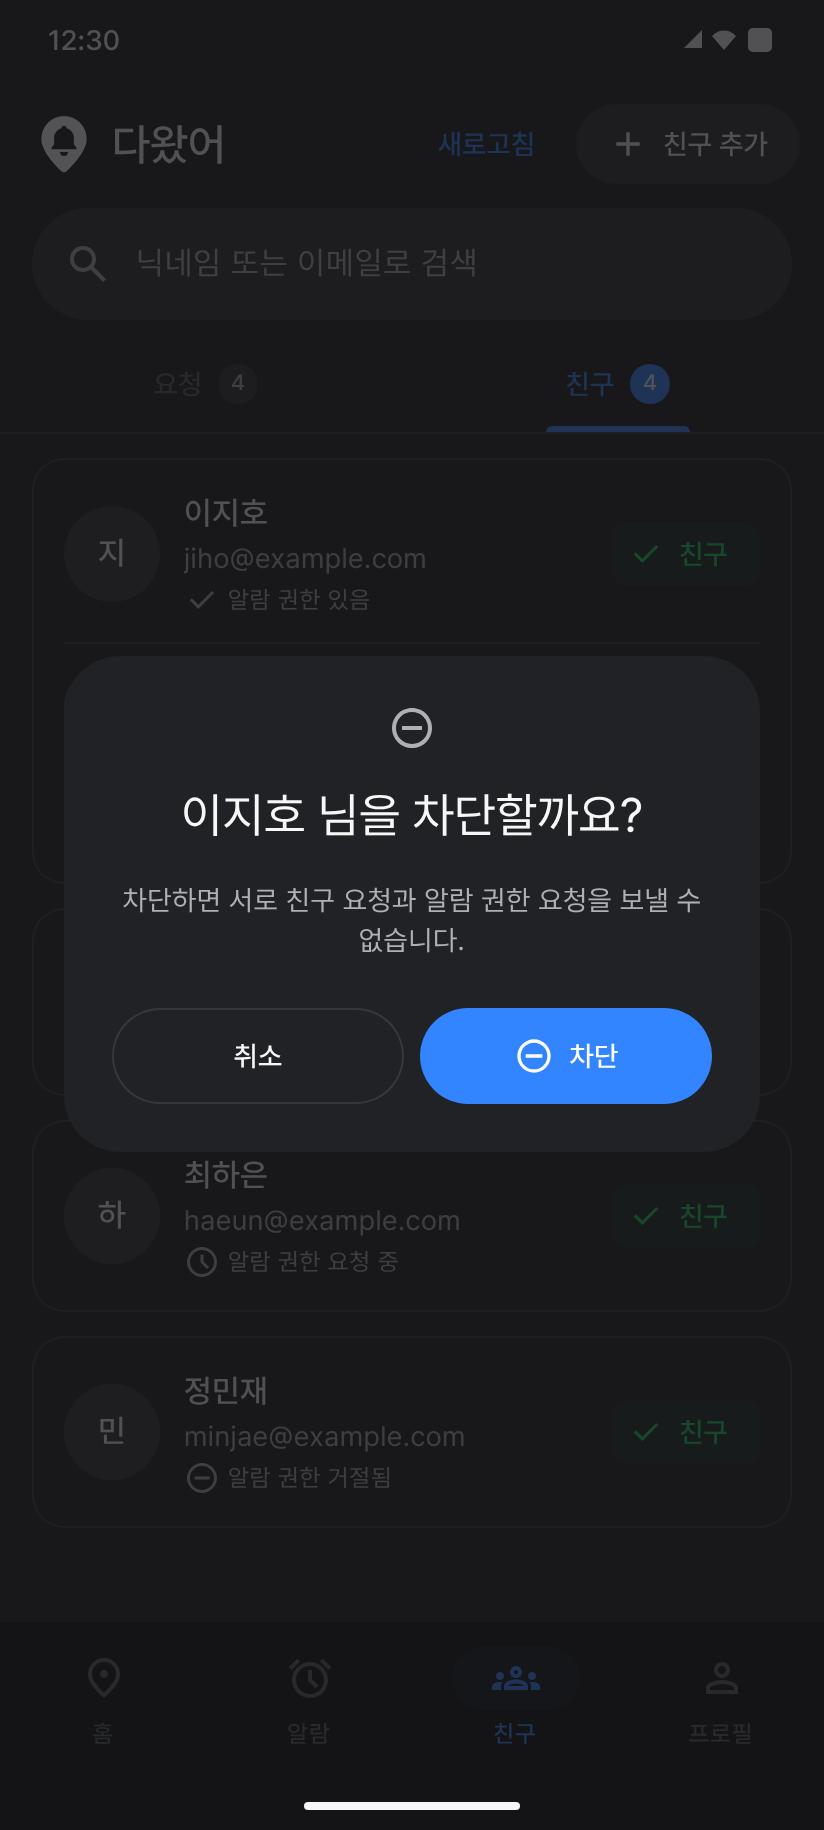 12:30
다왔어
새로고침
친구 추가
닉네임 또는 이메일로 검색
요청 4
친구 4
지
이지호
jiho@example.com
알람 권한 있음
친구
이지호 님을 차단할까요?
차단하면 서로 친구 요청과 알람 권한 요청을 보낼 수
없습니다.
취소
차단
하
최하은
haeun@example.com
알람 권한 요청 중
친구
민
정민재
minjae@example.com
알람 권한 거절됨
친구
홈
알람
친구
프로필